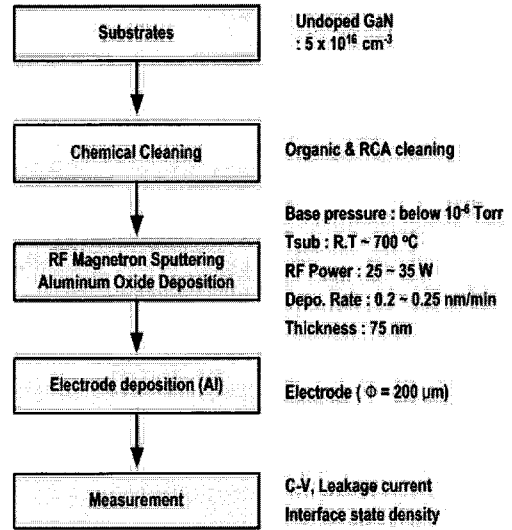 Substrates
Undoped GaN
: 5 x 10¹⁶ cm⁻³
Chemical Cleaning
Organic & RCA cleaning
RF Magnetron Sputtering
Aluminum Oxide Deposition
Base pressure : below 10⁻⁶ Torr
Tsub : R.T ~ 700 ºC
RF Power : 25 ~ 35 W
Depo. Rate : 0.2 ~ 0.25 nm/min
Thickness : 75 nm
Electrode deposition (Al)
Electrode ( Φ = 200 μm)
Measurement
C-V, Leakage current
Interface state density